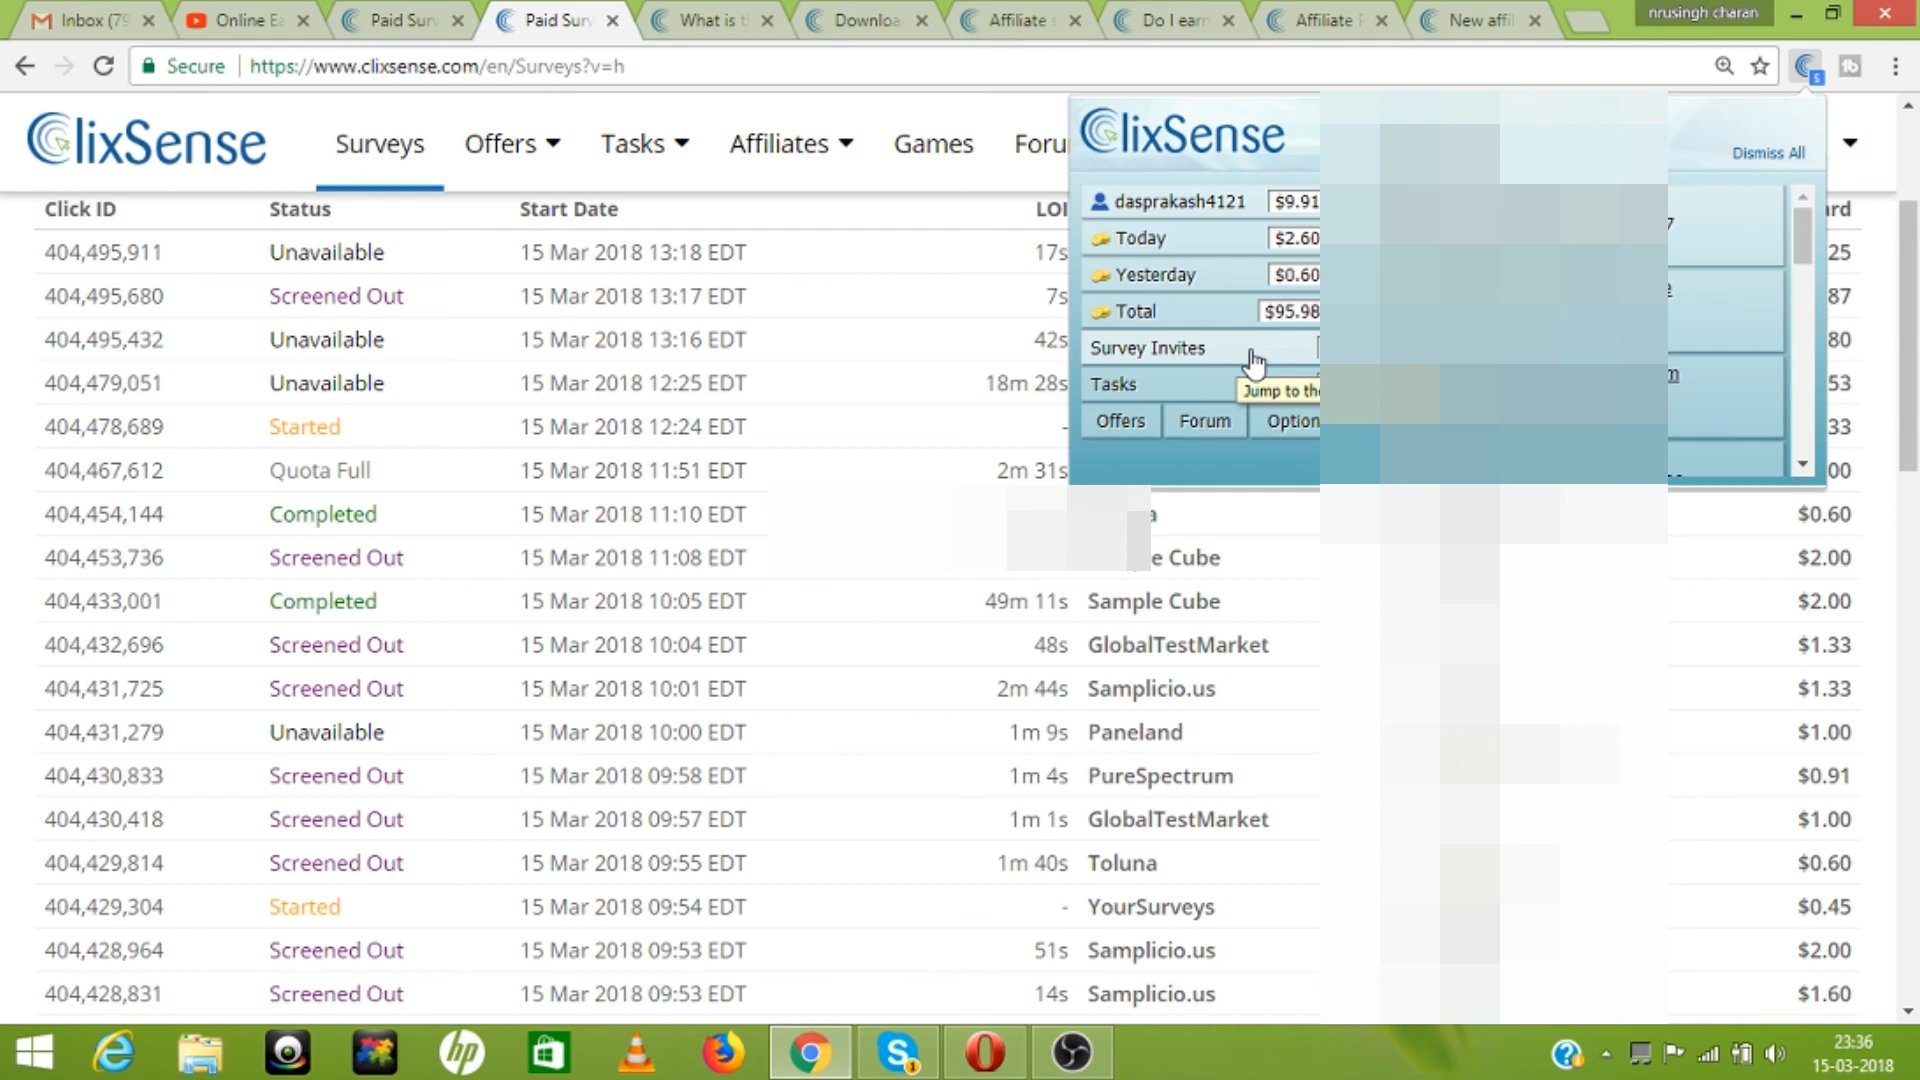 Inbox (79
Online Ea
Paid Surv
Paid Surv
What is t
Downloa
Affiliate s
Do I earn
Affiliate P
New affil
nrusingh charan
Secure
https://www.clixsense.com/en/Surveys?v=h
ClixSense
Surveys
Offers
Tasks
Affiliates
Games
Foru
ClixSense
Dismiss All
dasprakash4121 $9.91
Today $2.60
Yesterday $0.60
Total $95.98
Survey Invites
Tasks
Jump to the
Offers Forum Option
Click ID Status Start Date LOI rd
404,495,911 Unavailable 15 Mar 2018 13:18 EDT 17s 25
404,495,680 Screened Out 15 Mar 2018 13:17 EDT 7s 87
404,495,432 Unavailable 15 Mar 2018 13:16 EDT 42s 80
404,479,051 Unavailable 15 Mar 2018 12:25 EDT 18m 28s 53
404,478,689 Started 15 Mar 2018 12:24 EDT - 33
404,467,612 Quota Full 15 Mar 2018 11:51 EDT 2m 31s 00
404,454,144 Completed 15 Mar 2018 11:10 EDT a $0.60
404,453,736 Screened Out 15 Mar 2018 11:08 EDT e Cube $2.00
404,433,001 Completed 15 Mar 2018 10:05 EDT 49m 11s Sample Cube $2.00
404,432,696 Screened Out 15 Mar 2018 10:04 EDT 48s GlobalTestMarket $1.33
404,431,725 Screened Out 15 Mar 2018 10:01 EDT 2m 44s Samplicio.us $1.33
404,431,279 Unavailable 15 Mar 2018 10:00 EDT 1m 9s Paneland $1.00
404,430,833 Screened Out 15 Mar 2018 09:58 EDT 1m 4s PureSpectrum $0.91
404,430,418 Screened Out 15 Mar 2018 09:57 EDT 1m 1s GlobalTestMarket $1.00
404,429,814 Screened Out 15 Mar 2018 09:55 EDT 1m 40s Toluna $0.60
404,429,304 Started 15 Mar 2018 09:54 EDT - YourSurveys $0.45
404,428,964 Screened Out 15 Mar 2018 09:53 EDT 51s Samplicio.us $2.00
404,428,831 Screened Out 15 Mar 2018 09:53 EDT 14s Samplicio.us $1.60
23:36
15-03-2018